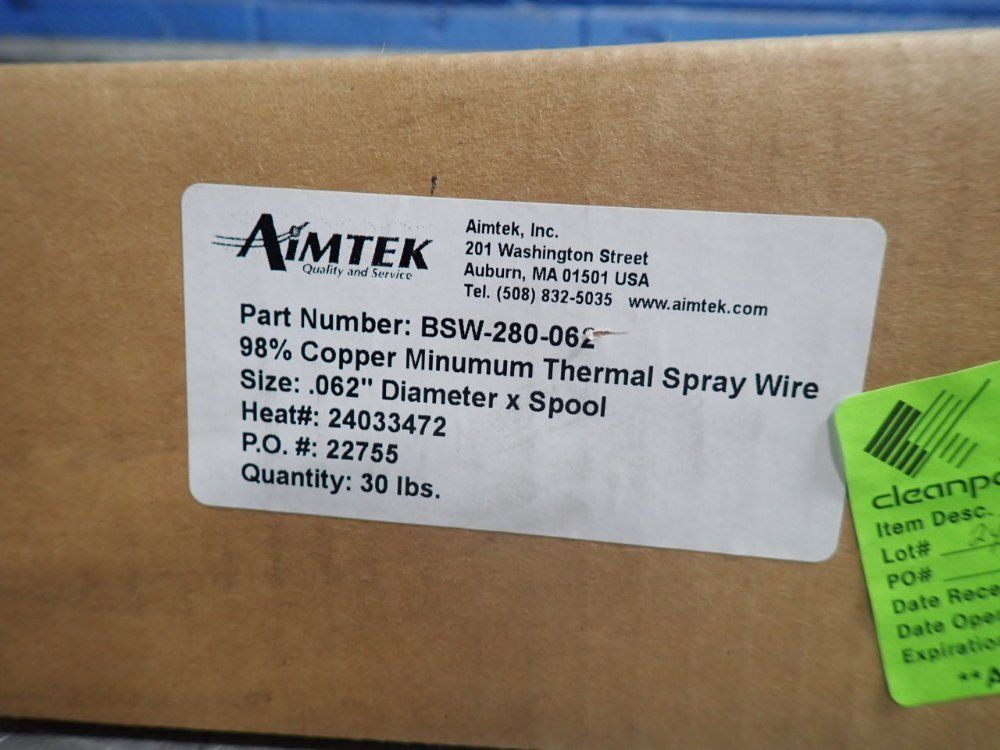 AIMTEK
Quality and Service
Aimtek, Inc.
201 Washington Street
Auburn, MA 01501 USA
Tel. (508) 832-5035 www.aimtek.com
Part Number: BSW-280-062
98% Copper Minumum Thermal Spray Wire
Size: .062" Diameter x Spool
Heat#: 24033472
P.O. #: 22755
Quantity: 30 lbs.
cleanp
Item Desc.
Lot#
PO#
Date Rece
Date Ope
Expiratio
**A